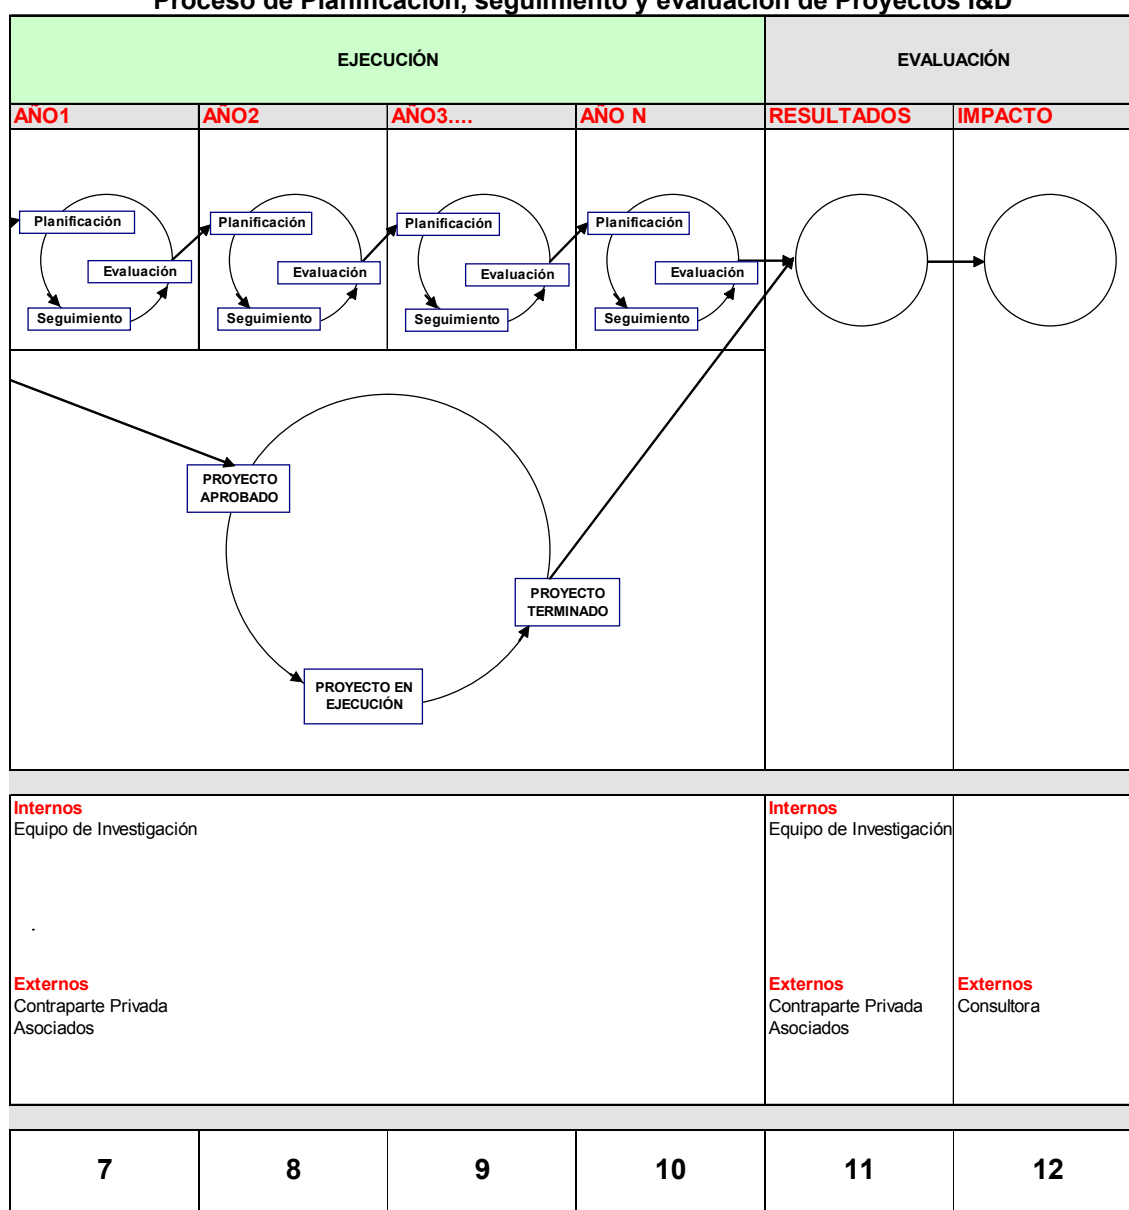 Proceso de Planificación, seguimiento y evaluación de Proyectos I&D
EJECUCIÓN
EVALUACIÓN
AÑO1
AÑO2
AÑO3....
AÑO N
RESULTADOS
IMPACTO
Planificación
Evaluación
Seguimiento
Planificación
Evaluación
Seguimiento
Planificación
Evaluación
Seguimiento
Planificación
Evaluación
Seguimiento
PROYECTO
APROBADO
PROYECTO
TERMINADO
PROYECTO EN
EJECUCIÓN
Internos
Equipo de Investigación
.
Externos
Contraparte Privada
Asociados
Internos
Equipo de Investigación
Externos
Contraparte Privada
Asociados
Externos
Consultora
7
8
9
10
11
12